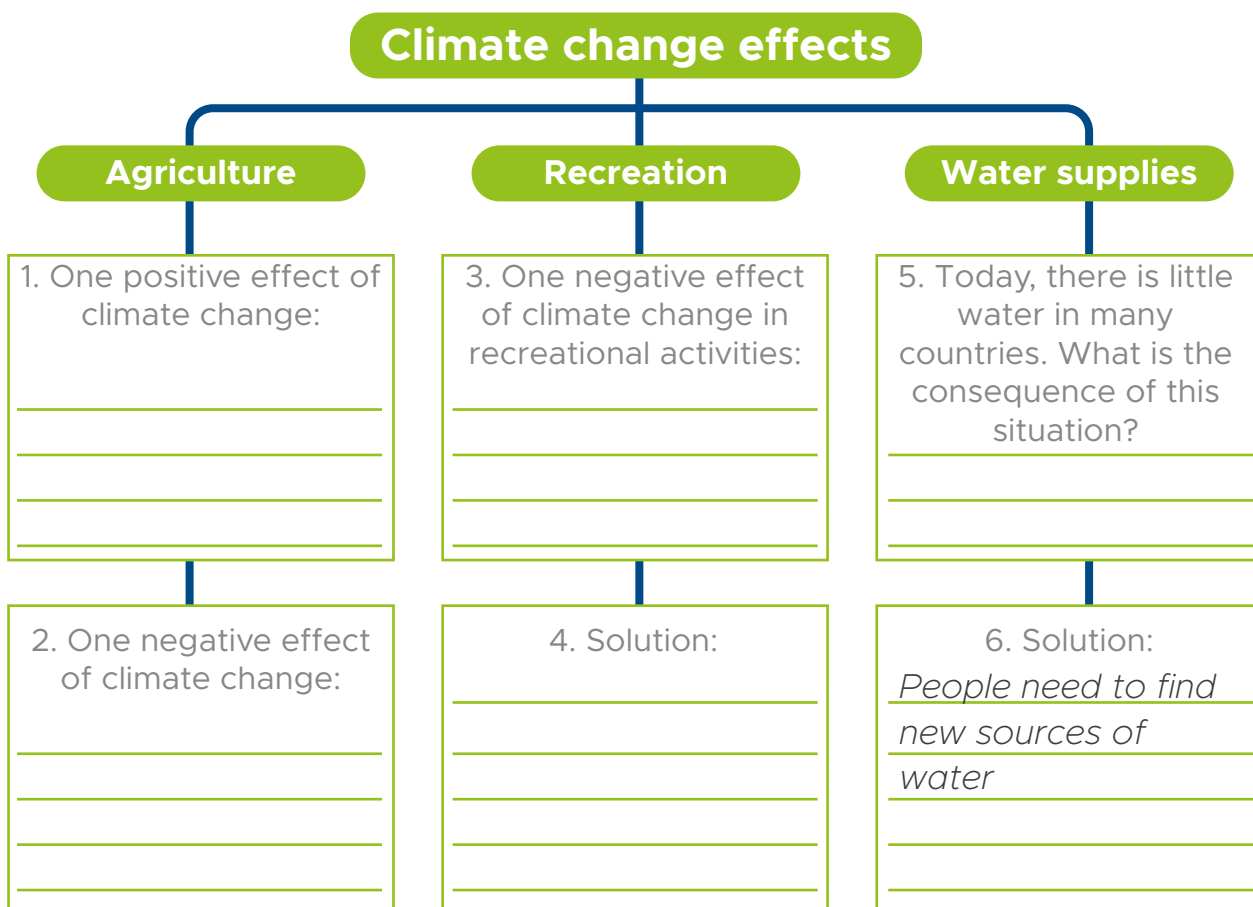 Climate change effects
Agriculture
Recreation
Water supplies
1. One positive effect of
climate change:
3. One negative effect
of climate change in
recreational activities:
5. Today, there is little
water in many
countries. What is the
consequence of this
situation?
2. One negative effect
of climate change:
4. Solution:
6. Solution:
People need to find
new sources of
water